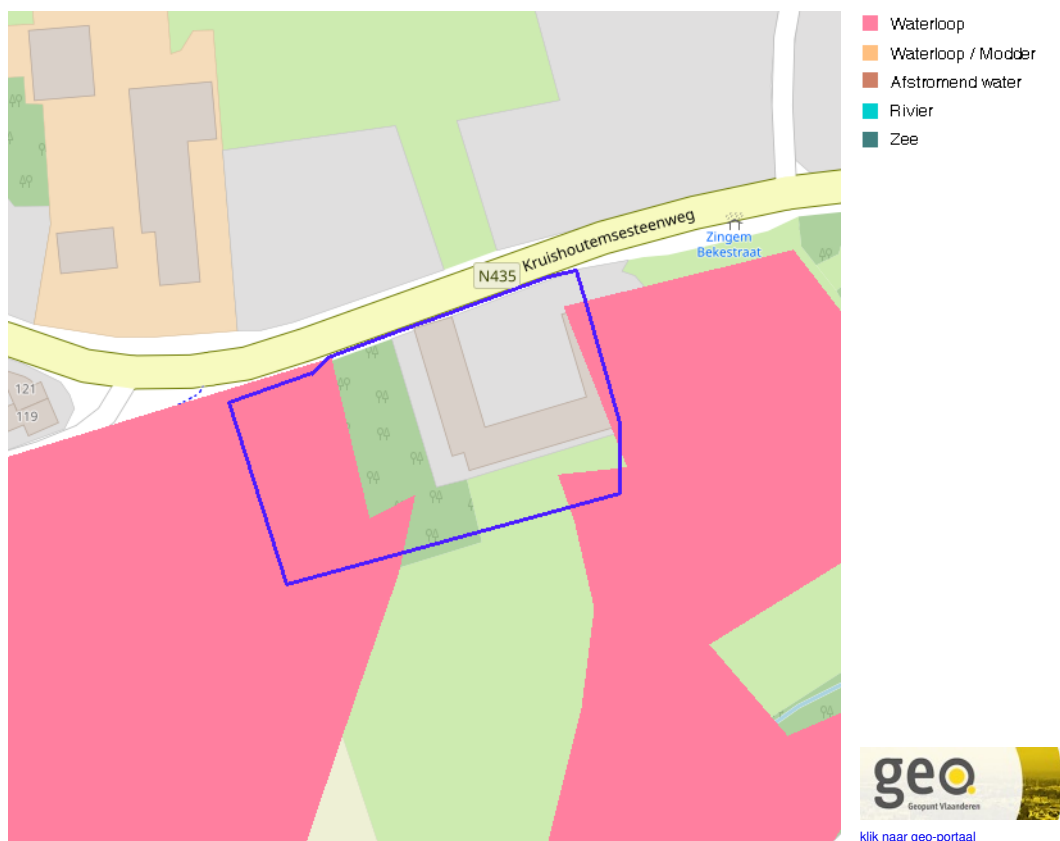 Waterloop
Waterloop / Modder
Afstromend water
Rivier
Zee
Kruishoutemsesteenweg
N435
Zingem
Bekestraat
121
119
geo
Geopunt Vlaanderen
klik naar geo-portaal